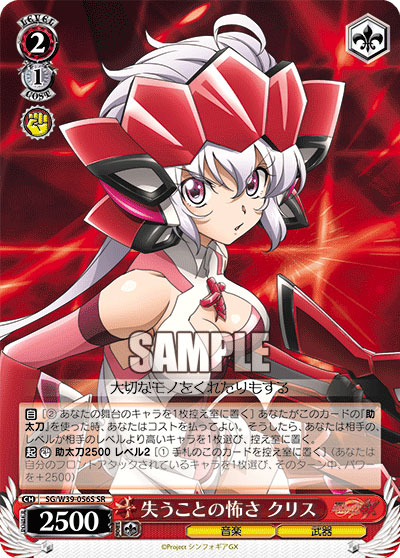 LEVEL
2
1
COST
SAMPLE
大切なモノをくれたりもする
自 [② あなたの舞台のキャラを1枚控え室に置く] あなたがこのカードの「助
太刀」を使った時、あなたはコストを払ってよい。そうしたら、あなたは相手の、
レベルが相手のレベルより高いキャラを1枚選び、控え室に置く。
起 助太刀2500 レベル2 [① 手札のこのカードを控え室に置く] (あなたは
自分のフロントアタックされているキャラを1枚選び、そのターン中、パワー
を+2500)
CH SG/W39-056S SR
2500
POWER
失うことの怖さ クリス
音楽
武器
©Project シンフォギアGX